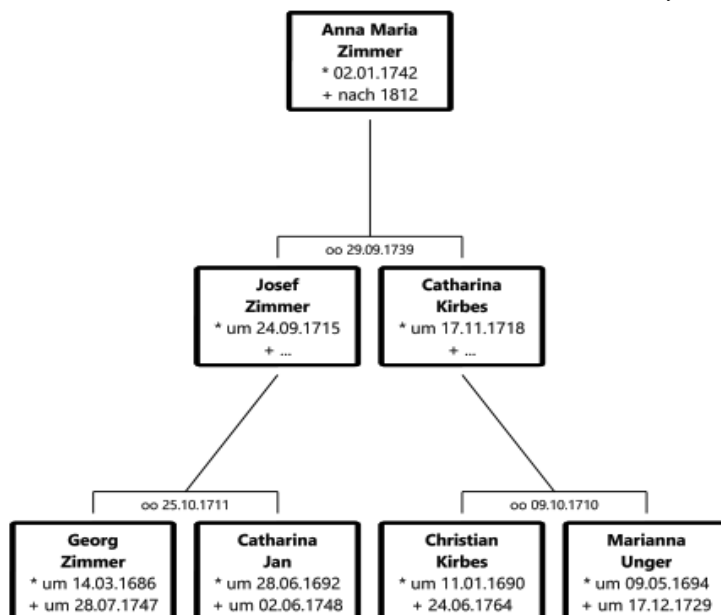 Anna Maria
Zimmer
* 02.01.1742
+ nach 1812
oo 29.09.1739
Josef
Zimmer
* um 24.09.1715
+ ...
Catharina
Kirbes
* um 17.11.1718
+ ...
oo 25.10.1711
oo 09.10.1710
Georg
Zimmer
* um 14.03.1686
+ um 28.07.1747
Catharina
Jan
* um 28.06.1692
+ um 02.06.1748
Christian
Kirbes
* um 11.01.1690
+ 24.06.1764
Marianna
Unger
* um 09.05.1694
+ um 17.12.1729